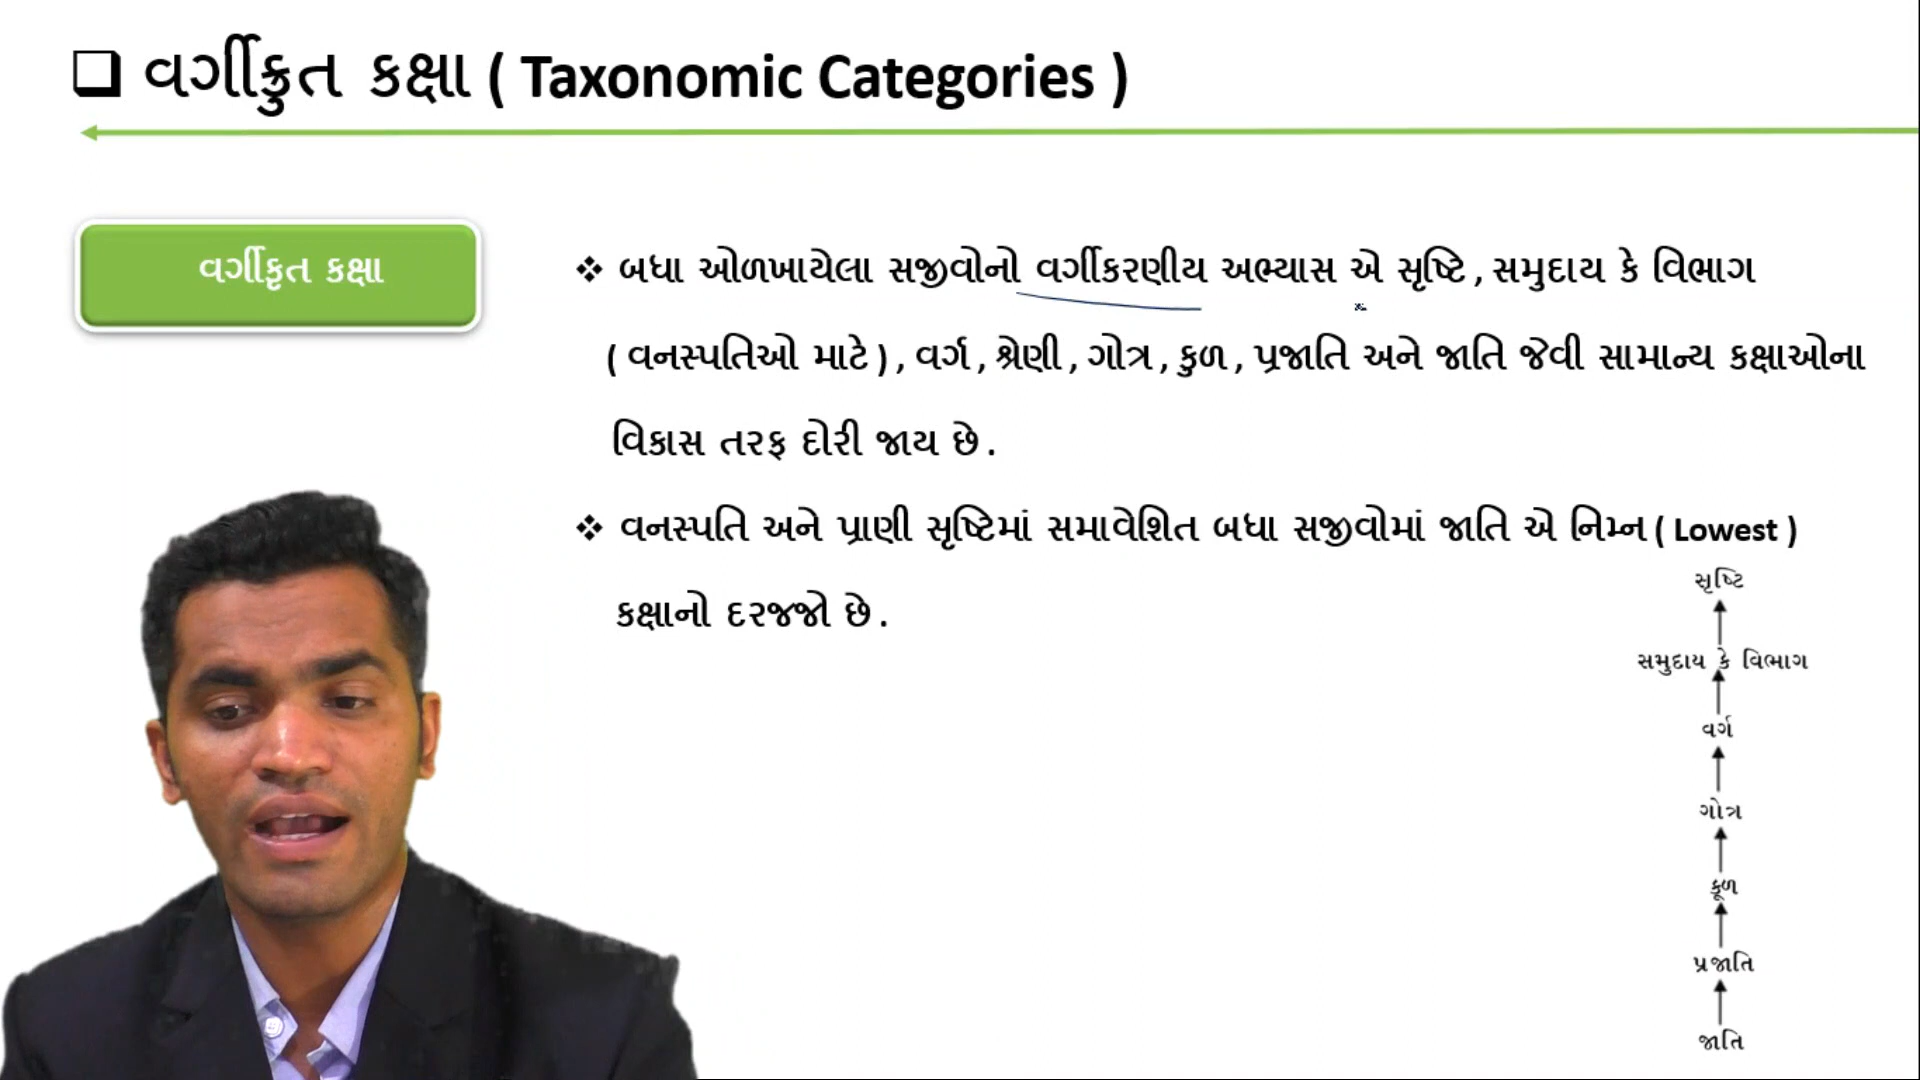 વર્ગીક્રુત કક્ષા ( Taxonomic Categories )
વર્ગીકૃત કક્ષા
બધા ઓળખાયેલા સજીવોનો વર્ગીકરણીય અભ્યાસ એ સૃષ્ટિ , સમુદાય કે વિભાગ
( વનસ્પતિઓ માટે ) , વર્ગ , શ્રેણી , ગોત્ર , કુળ , પ્રજાતિ અને જાતિ જેવી સામાન્ય કક્ષાઓના
વિકાસ તરફ દોરી જાય છે .
વનસ્પતિ અને પ્રાણી સૃષ્ટિમાં સમાવેશિત બધા સજીવોમાં જાતિ એ નિમ્ન ( Lowest )
કક્ષાનો દરજ્જો છે .
સૃષ્ટિ
સમુદાય કે વિભાગ
વર્ગ
ગોત્ર
કૂળ
પ્રજાતિ
જાતિ